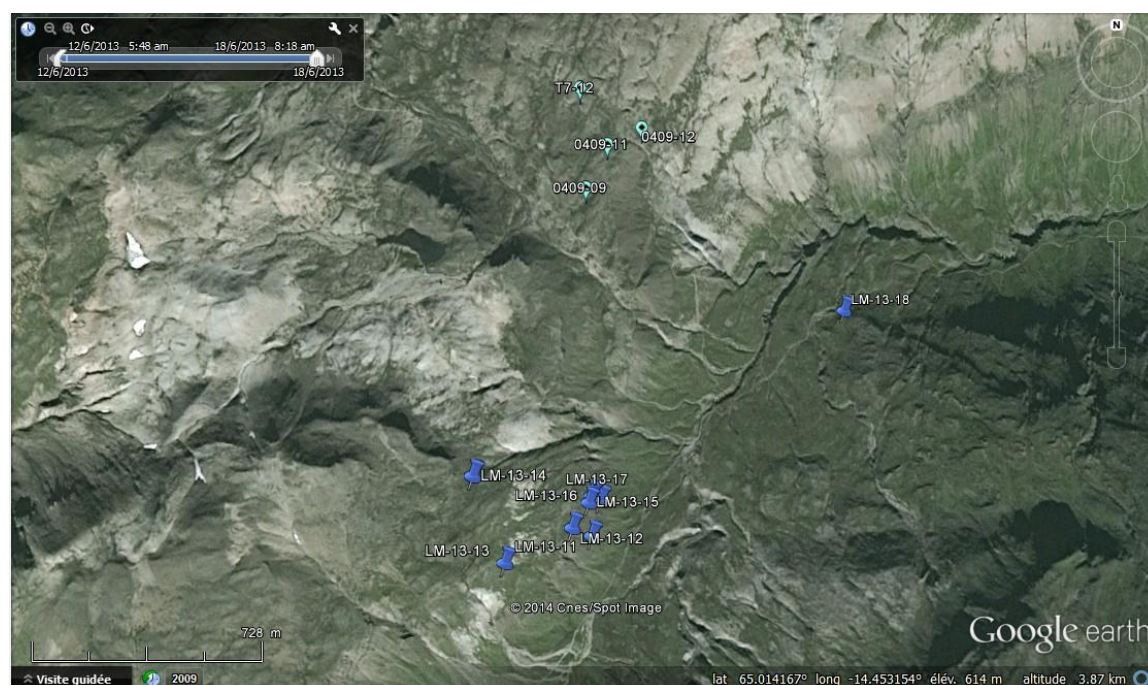 12/6/2013 5:48 am 18/6/2013 8:18 am
12/6/2013 18/6/2013
N
T7-12
0409-12
0409-11
0409-09
LM-13-18
LM-13-14
LM-13-17
LM-13-16
LM-13-15
LM-13-12
LM-13-11
LM-13-13
© 2014 Cnes/Spot Image
728 m
Google earth
Visite guidée
2009
lat 65.014167° long -14.453154° élév. 614 m altitude 3.87 km